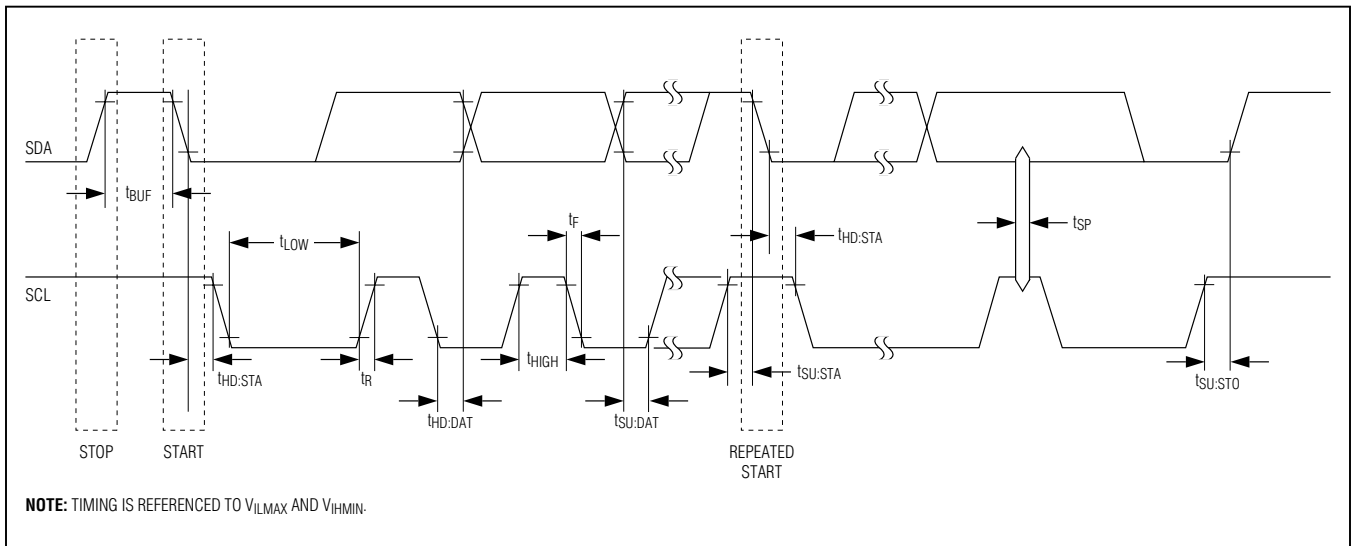 SDA
tBUF
tF
tLOW
tHD:STA
tSP
SCL
tHD:STA
tR
tHIGH
tSU:STA
tSU:STO
tHD:DAT
tSU:DAT
STOP
START
REPEATED
START
NOTE: TIMING IS REFERENCED TO VILMAX AND VIHMIN.